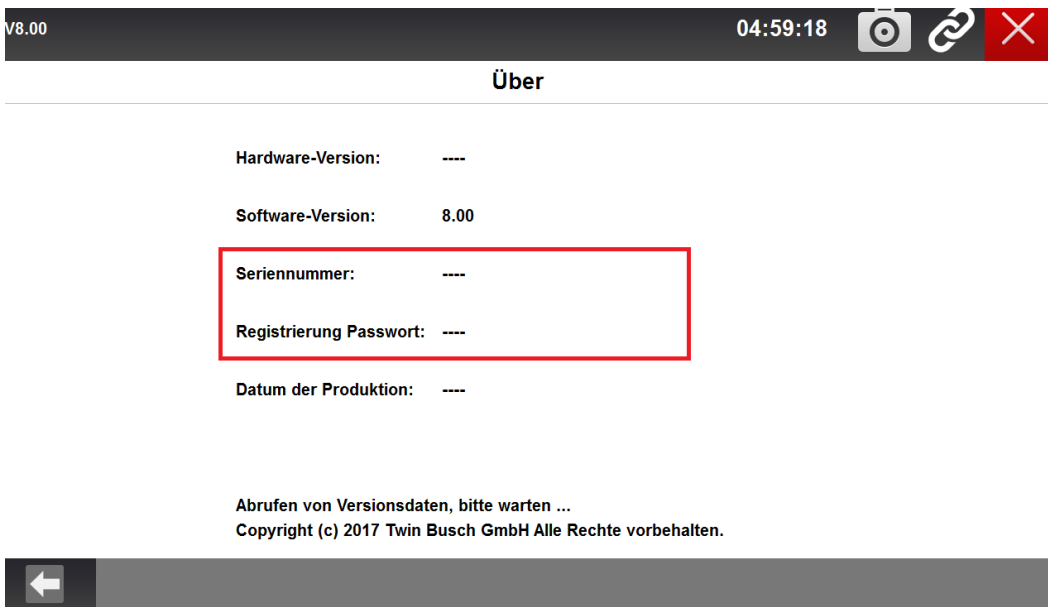 V8.00 04:59:18
Über
Hardware-Version: ----
Software-Version: 8.00
Seriennummer: ----
Registrierung Passwort: ----
Datum der Produktion: ----
Abrufen von Versionsdaten, bitte warten ...
Copyright (c) 2017 Twin Busch GmbH Alle Rechte vorbehalten.